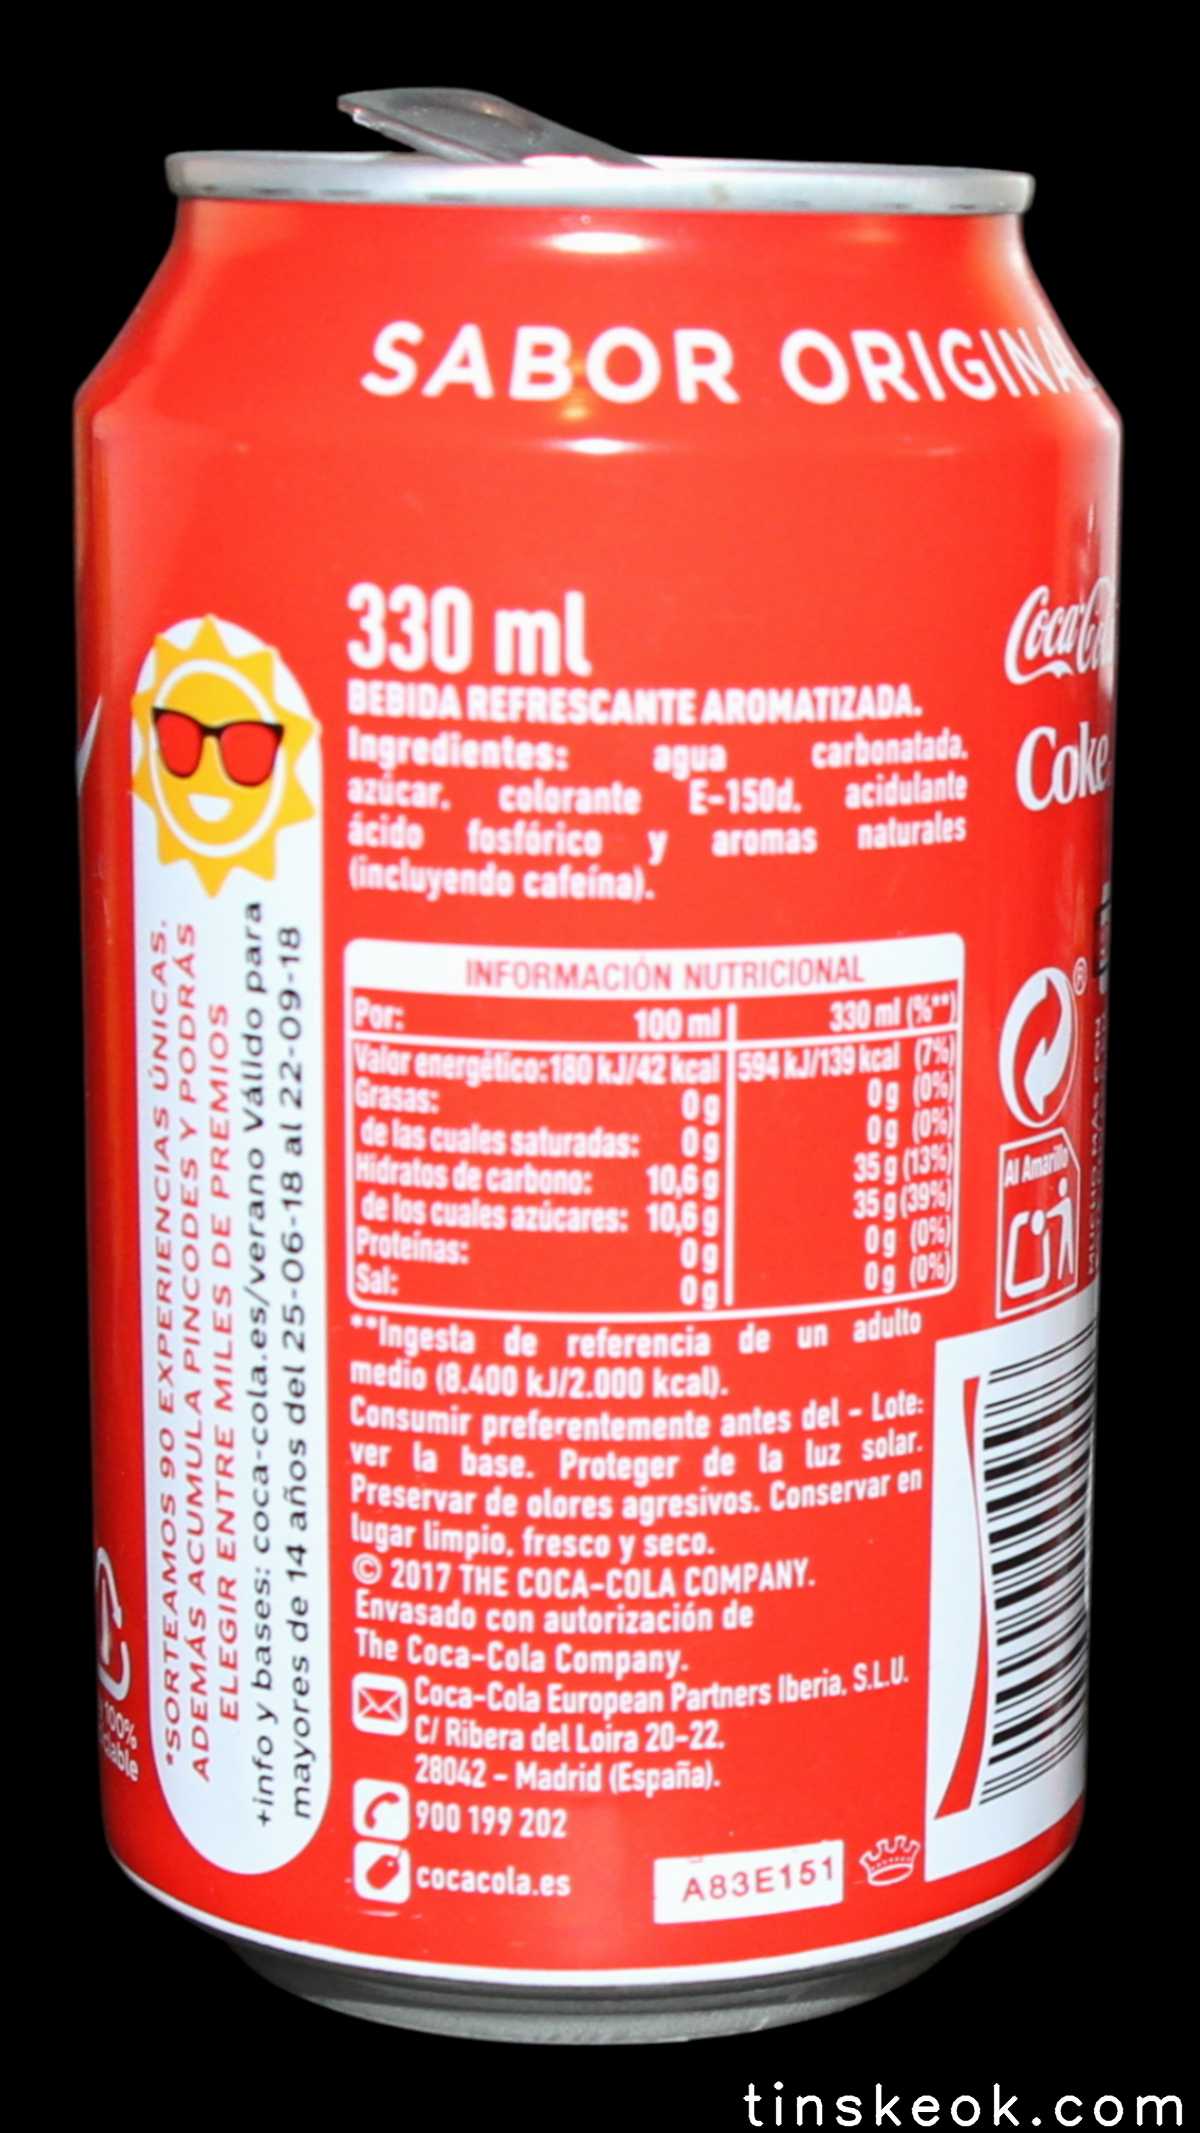 SABOR ORIGINAL
330 ml
BEBIDA REFRESCANTE AROMATIZADA.
Ingredientes: agua carbonatada,
azúcar, colorante E-150d, acidulante
ácido fosfórico y aromas naturales
(incluyendo cafeína).
INFORMACIÓN NUTRICIONAL
Por: 100 ml 330 ml (%**)
Valor energético: 180 kJ/42 kcal 594 kJ/139 kcal (7%)
Grasas: 0 g 0 g (0%)
de las cuales saturadas: 0 g 0 g (0%)
Hidratos de carbono: 10,6 g 35 g (13%)
de los cuales azúcares: 10,6 g 35 g (39%)
Proteínas: 0 g 0 g (0%)
Sal: 0 g 0 g (0%)
**Ingesta de referencia de un adulto
medio (8.400 kJ/2.000 kcal).
Consumir preferentemente antes del - Lote:
ver la base. Proteger de la luz solar.
Preservar de olores agresivos. Conservar en
lugar limpio, fresco y seco.
© 2017 THE COCA-COLA COMPANY.
Envasado con autorización de
The Coca-Cola Company.
Coca-Cola European Partners Iberia, S.L.U.
C/ Ribera del Loira 20-22.
28042 - Madrid (España).
900 199 202
cocacola.es
A83E151
*SORTEAMOS 90 EXPERIENCIAS ÚNICAS.
ADEMÁS ACUMULA PINCODES Y PODRÁS
ELEGIR ENTRE MILES DE PREMIOS
+info y bases: coca-cola.es/verano Válido para
mayores de 14 años del 25-06-18 al 22-09-18
100%
Coca-Cola
Coke
®
Al Amarillo
tinskeok.com